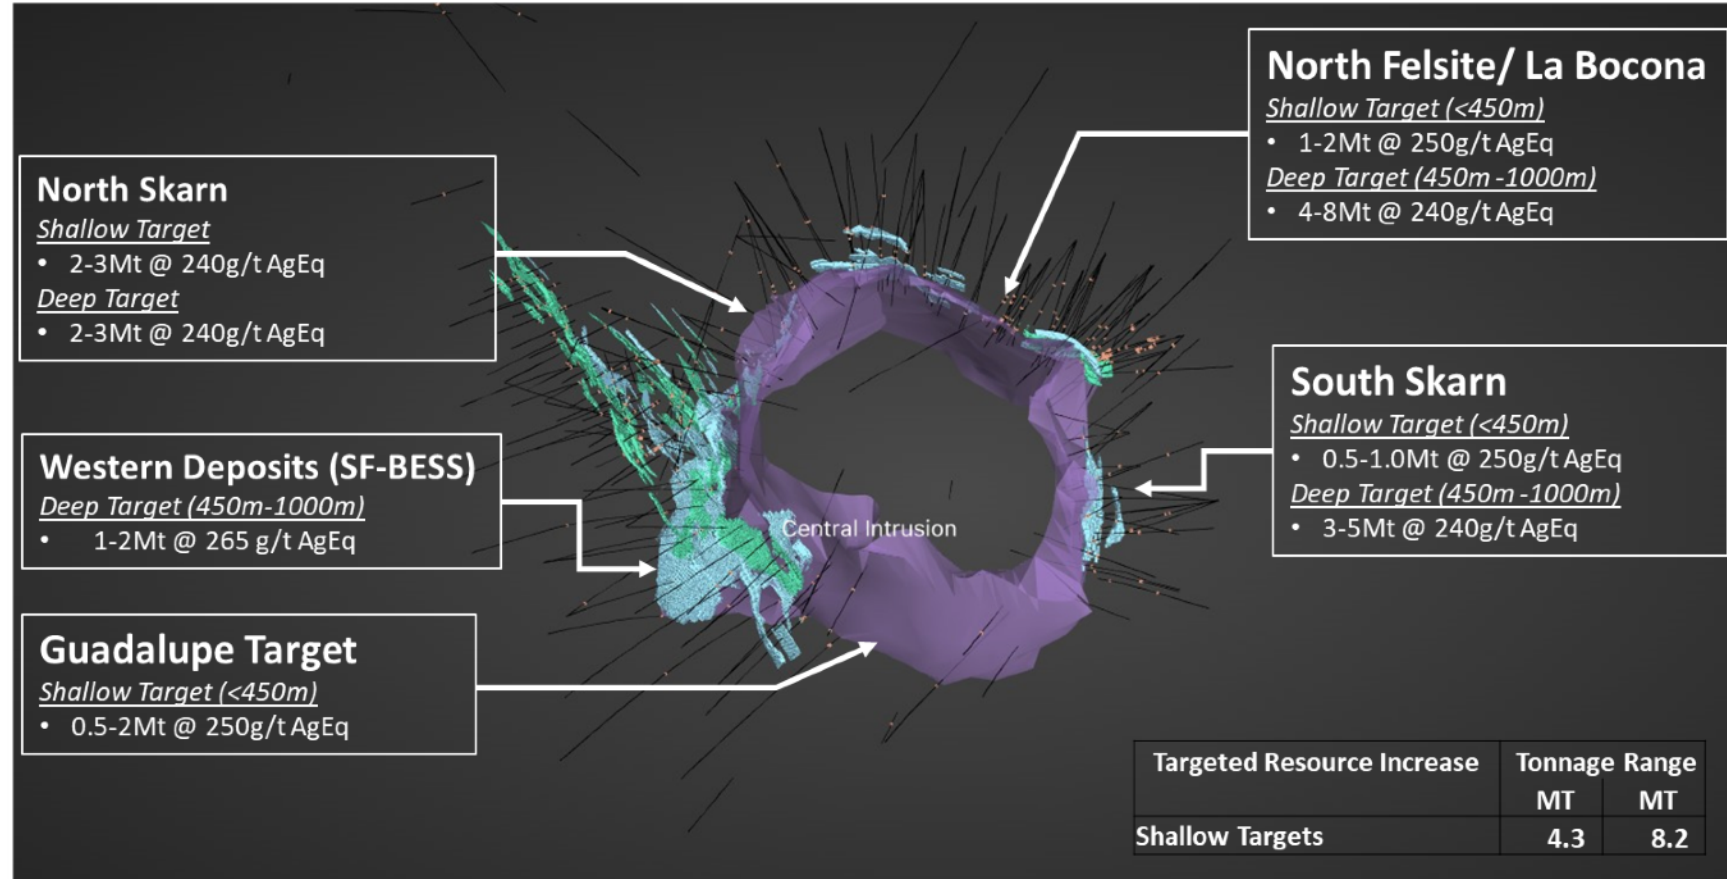 North Skarn
Shallow Target
• 2-3Mt @ 240g/t AgEq
Deep Target
• 2-3Mt @ 240g/t AgEq
Western Deposits (SF-BESS)
Deep Target (450m-1000m)
• 1-2Mt @ 265 g/t AgEq
Guadalupe Target
Shallow Target (<450m)
• 0.5-2Mt @ 250g/t AgEq
Central Intrusion
North Felsite/ La Bocona
Shallow Target (<450m)
• 1-2Mt @ 250g/t AgEq
Deep Target (450m -1000m)
• 4-8Mt @ 240g/t AgEq
South Skarn
Shallow Target (<450m)
• 0.5-1.0Mt @ 250g/t AgEq
Deep Target (450m -1000m)
• 3-5Mt @ 240g/t AgEq
Targeted Resource Increase Tonnage Range
MT MT
Shallow Targets 4.3 8.2